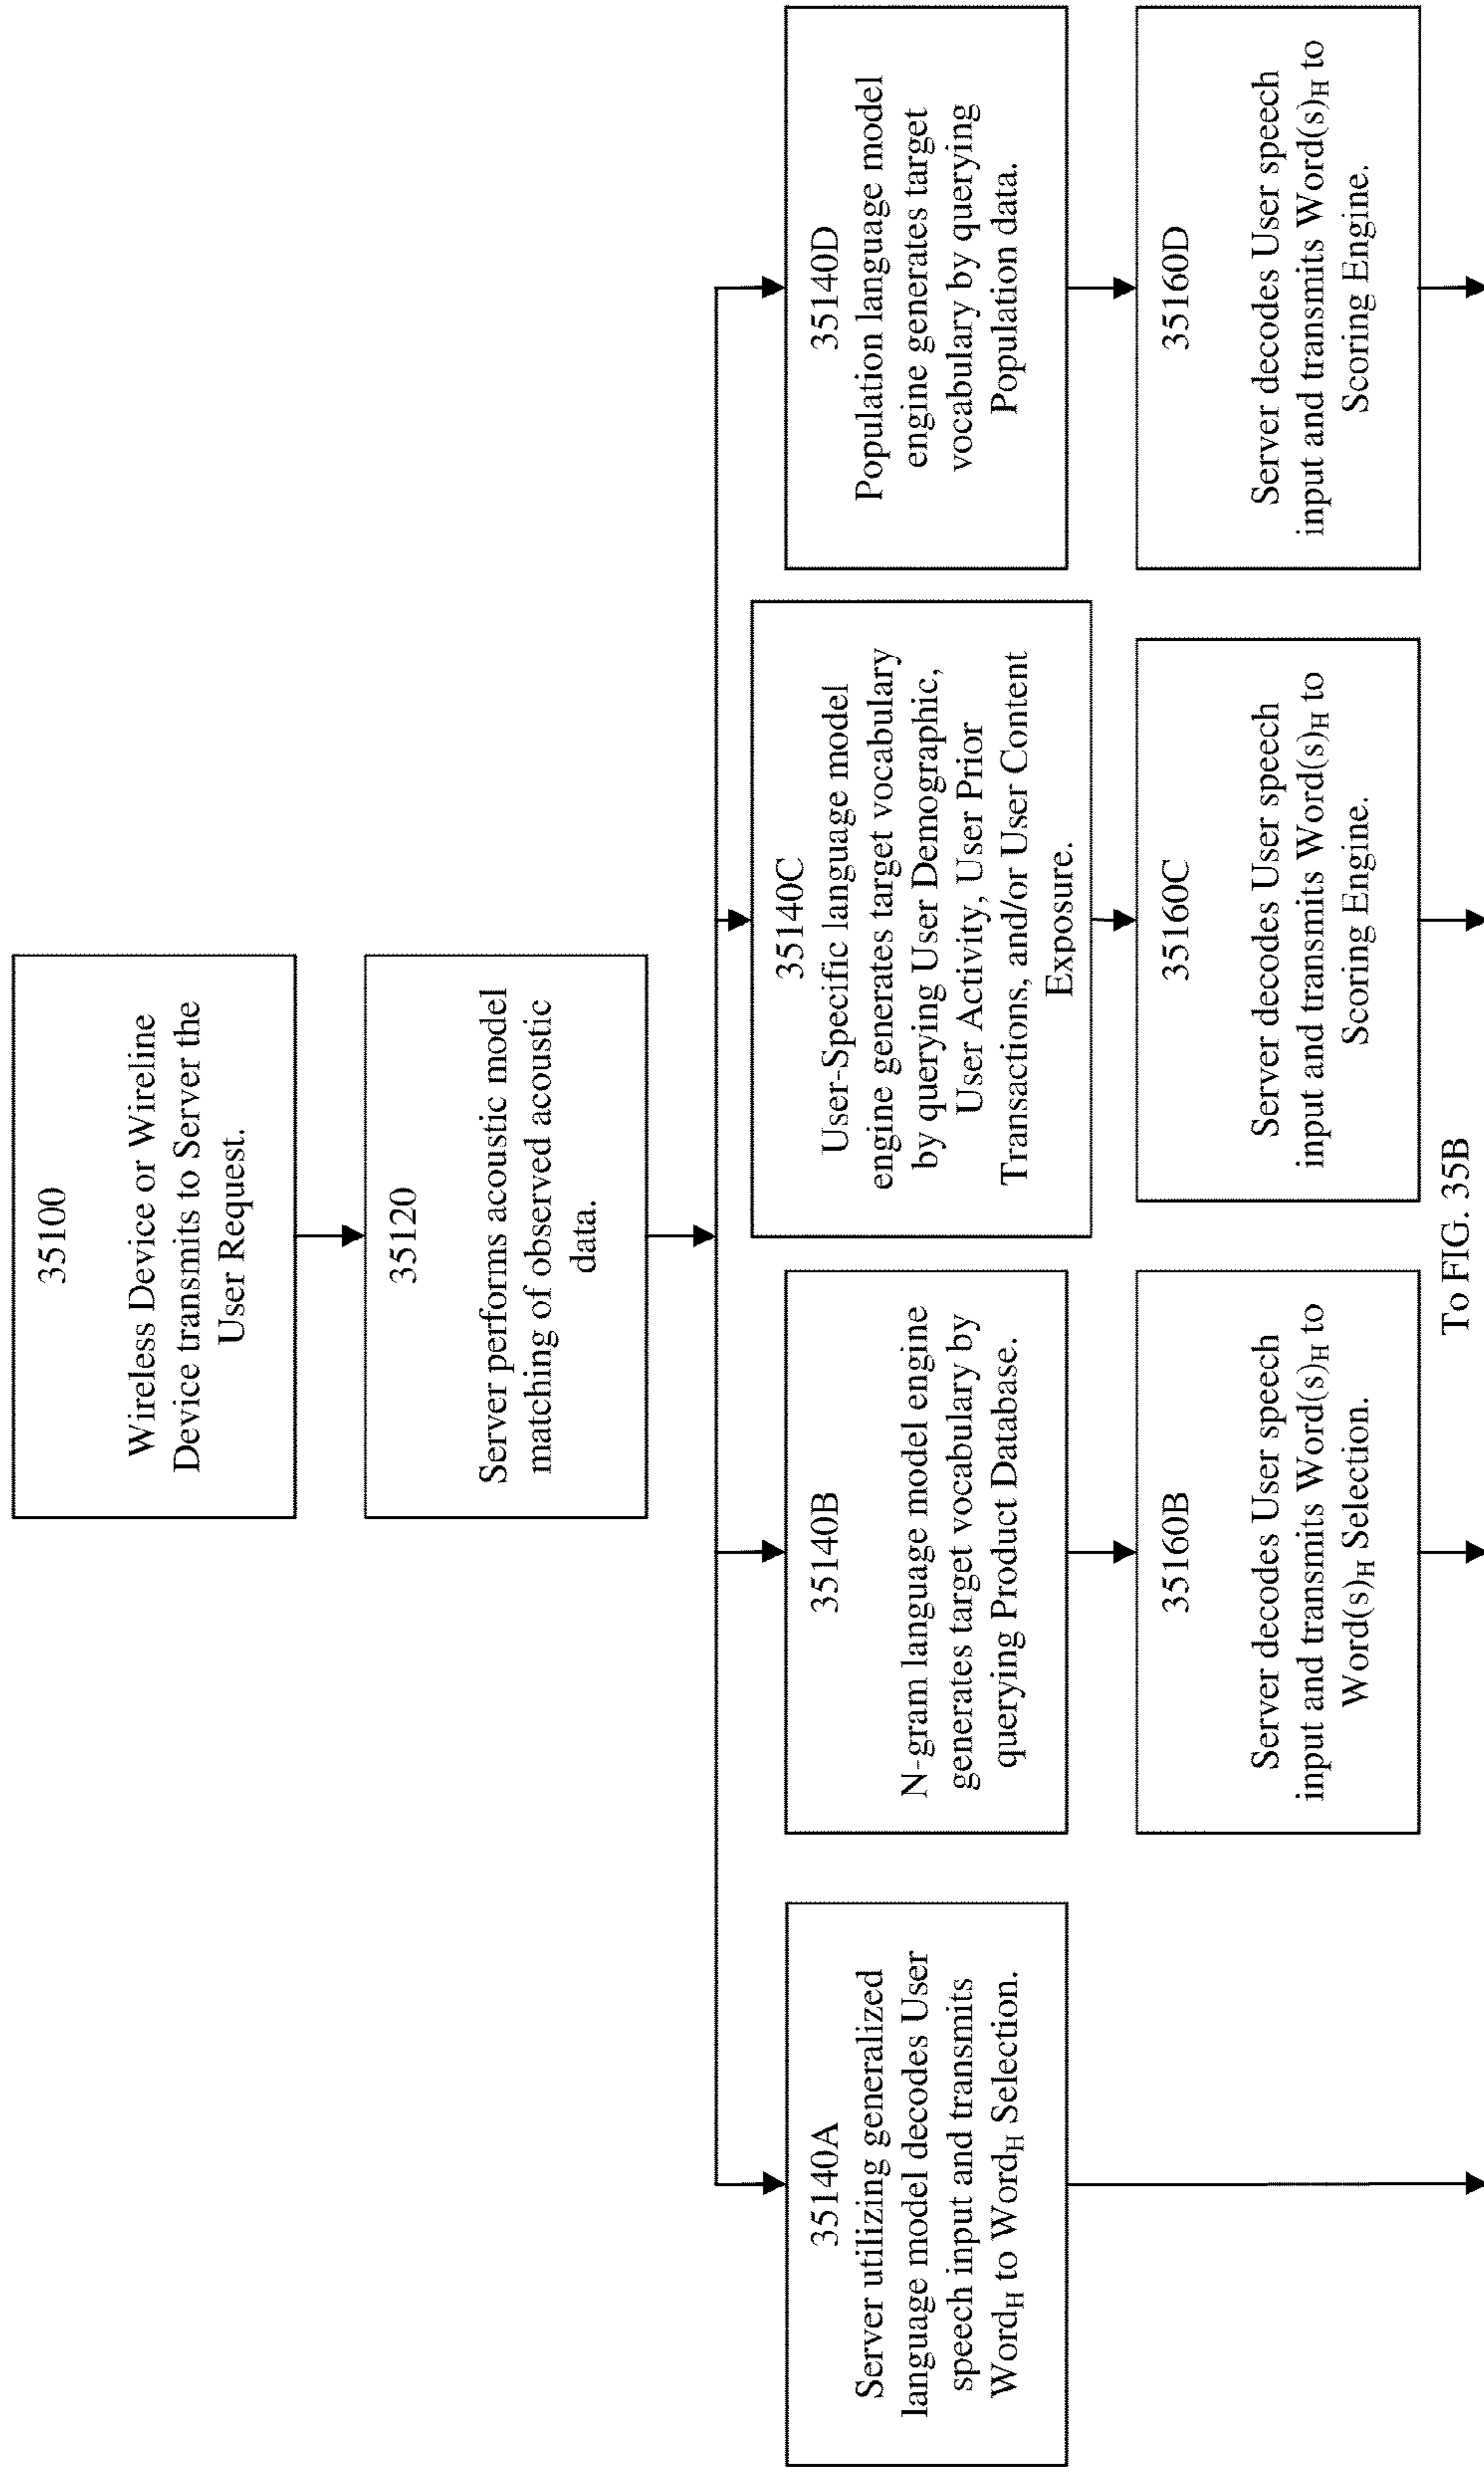 35100
Wireless Device or Wireline
Device transmits to Server the
User Request.
35120
Server performs acoustic model
matching of observed acoustic
data.
35140A
Server utilizing generalized
language model decodes User
speech input and transmits
Word_H to Word_H Selection.
35140B
N-gram language model engine
generates target vocabulary by
querying Product Database.
35140C
User-Specific language model
engine generates target vocabulary
by querying User Demographic,
User Activity, User Prior
Transactions, and/or User Content
Exposure.
35140D
Population language model
engine generates target
vocabulary by querying
Population data.
35160B
Server decodes User speech
input and transmits Word(s)_H to
Word(s)_H Selection.
35160C
Server decodes User speech
input and transmits Word(s)_H to
Scoring Engine.
35160D
Server decodes User speech
input and transmits Word(s)_H to
Scoring Engine.
To FIG. 35B